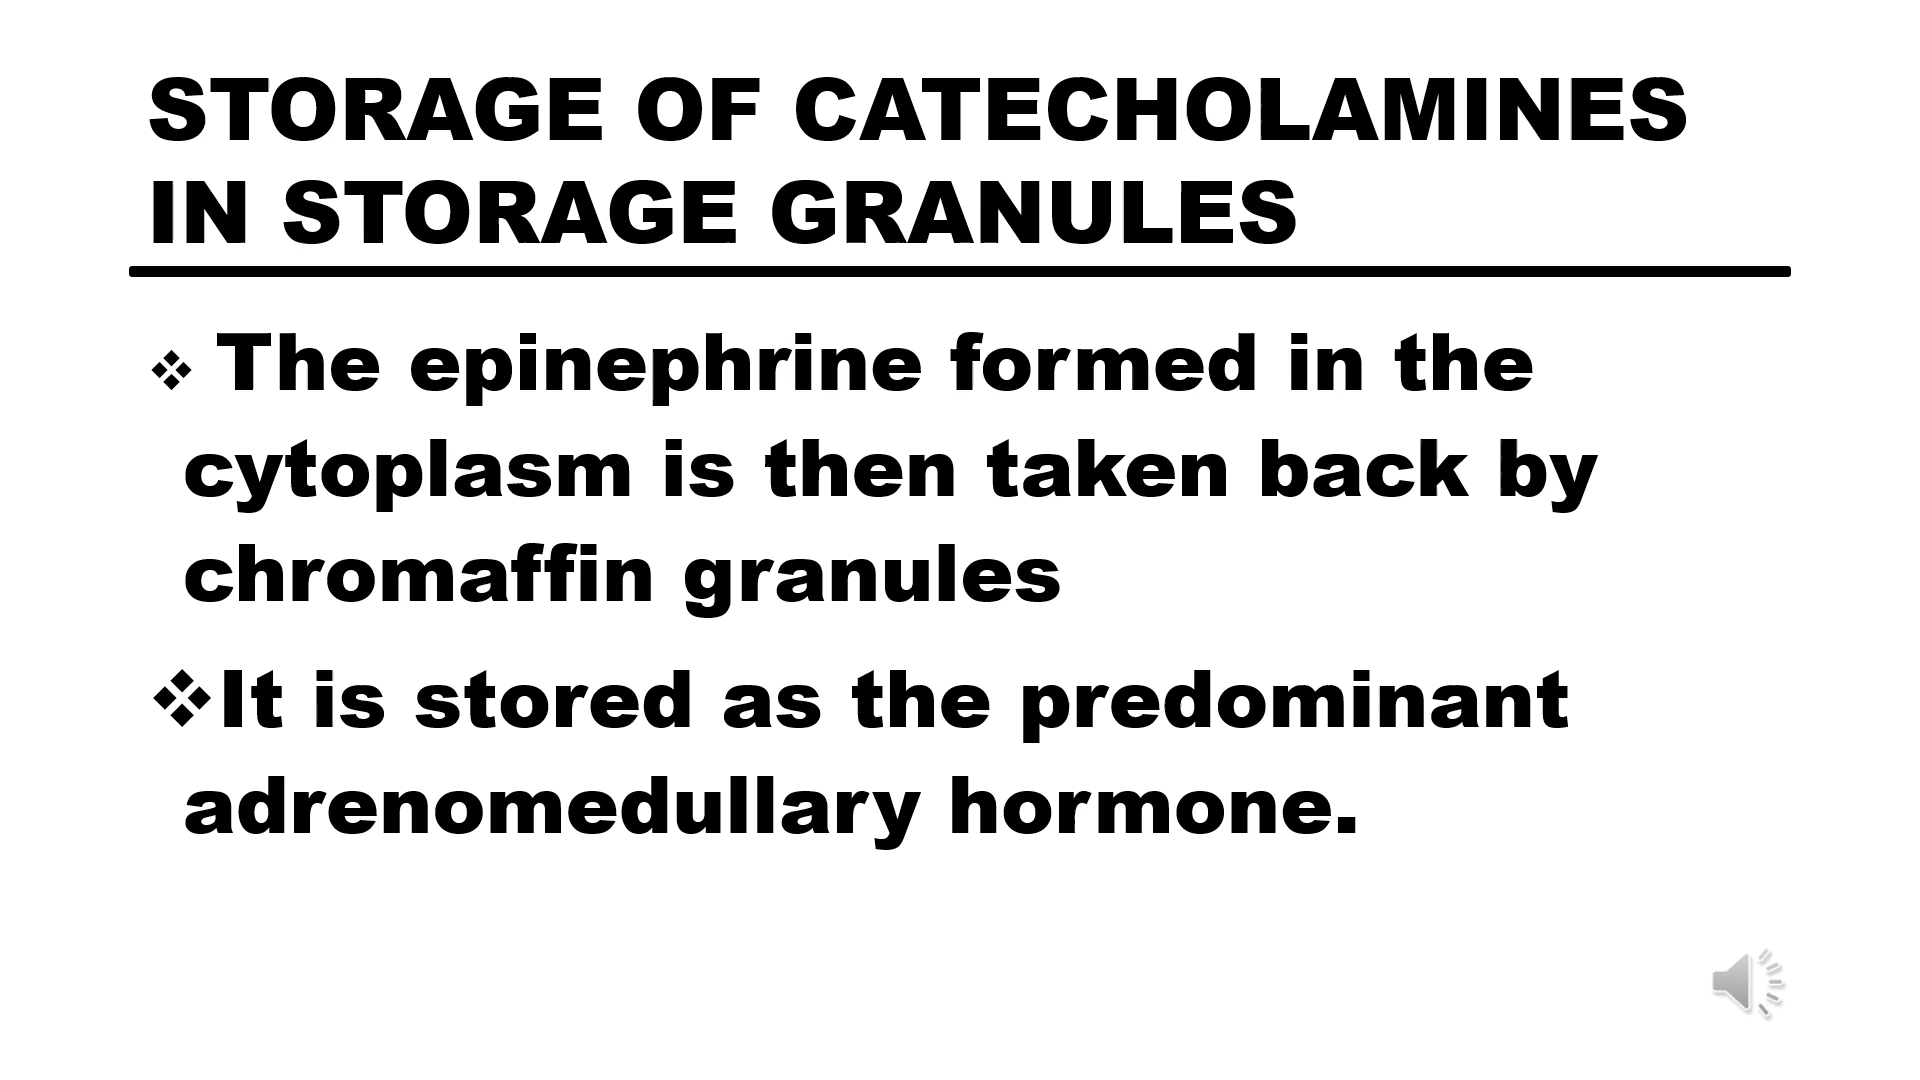 STORAGE OF CATECHOLAMINES
IN STORAGE GRANULES
❖ The epinephrine formed in the
cytoplasm is then taken back by
chromaffin granules
❖It is stored as the predominant
adrenomedullary hormone.